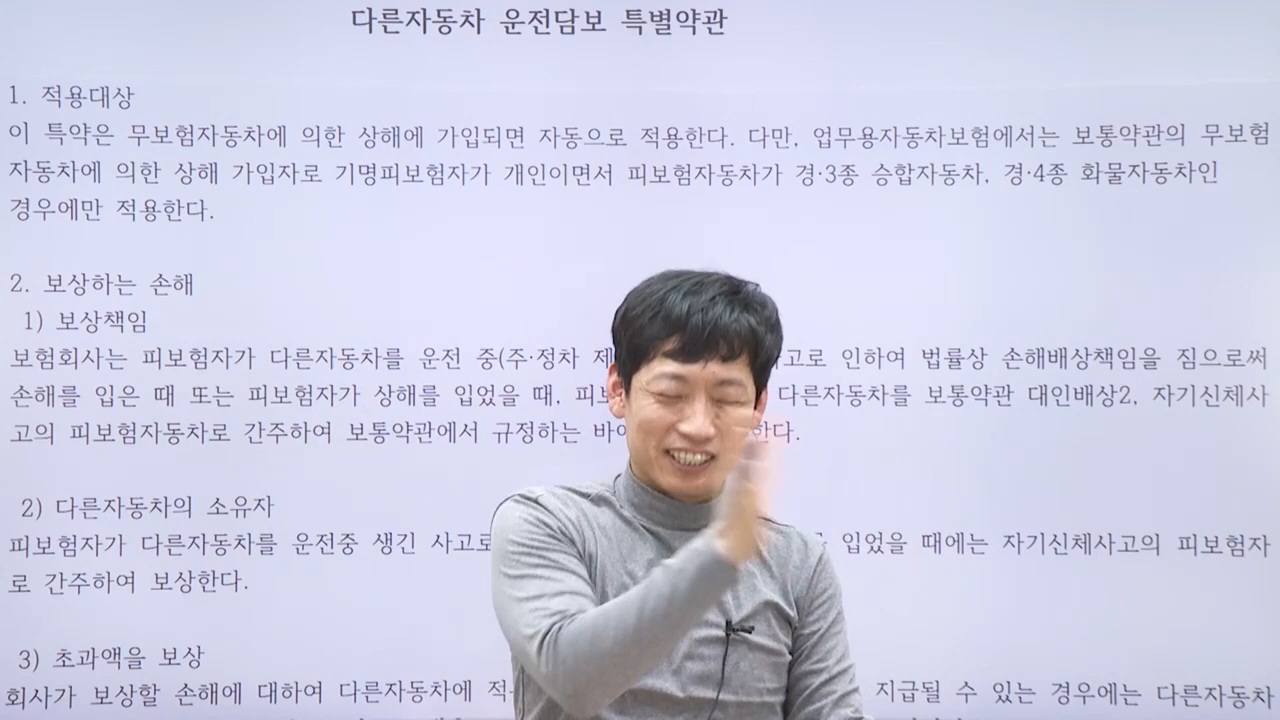 다른자동차 운전담보 특별약관
1. 적용대상
이 특약은 무보험자동차에 의한 상해에 가입되면 자동으로 적용한다. 다만, 업무용자동차보험에서는 보통약관의 무보험
자동차에 의한 상해 가입자로 기명피보험자가 개인이면서 피보험자동차가 경·3종 승합자동차, 경·4종 화물자동차인
경우에만 적용한다.
2. 보상하는 손해
1) 보상책임
보험회사는 피보험자가 다른자동차를 운전 중(주·정차 인하여 법률상 손해배상책임을 짐으로써
손해를 입은 때 또는 피보험자가 상해를 입었을 때, 다른자동차를 보통약관 대인배상2, 자기신체사
고의 피보험자동차로 간주하여 보통약관에서 규정하는
2) 다른자동차의 소유자
피보험자가 다른자동차를 운전중 생긴 입었을 때에는 자기신체사고의 피보험자
로 간주하여 보상한다.
3) 초과액을 보상
회사가 보상할 손해에 대하여 다른자동차에 지급될 수 있는 경우에는 다른자동차